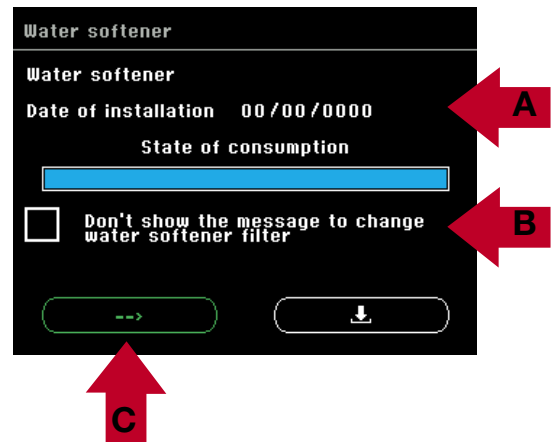 Water softener
Water softener
Date of installation 00/00/0000
A
State of consumption
Don't show the message to change
water softener filter
B
-->
C